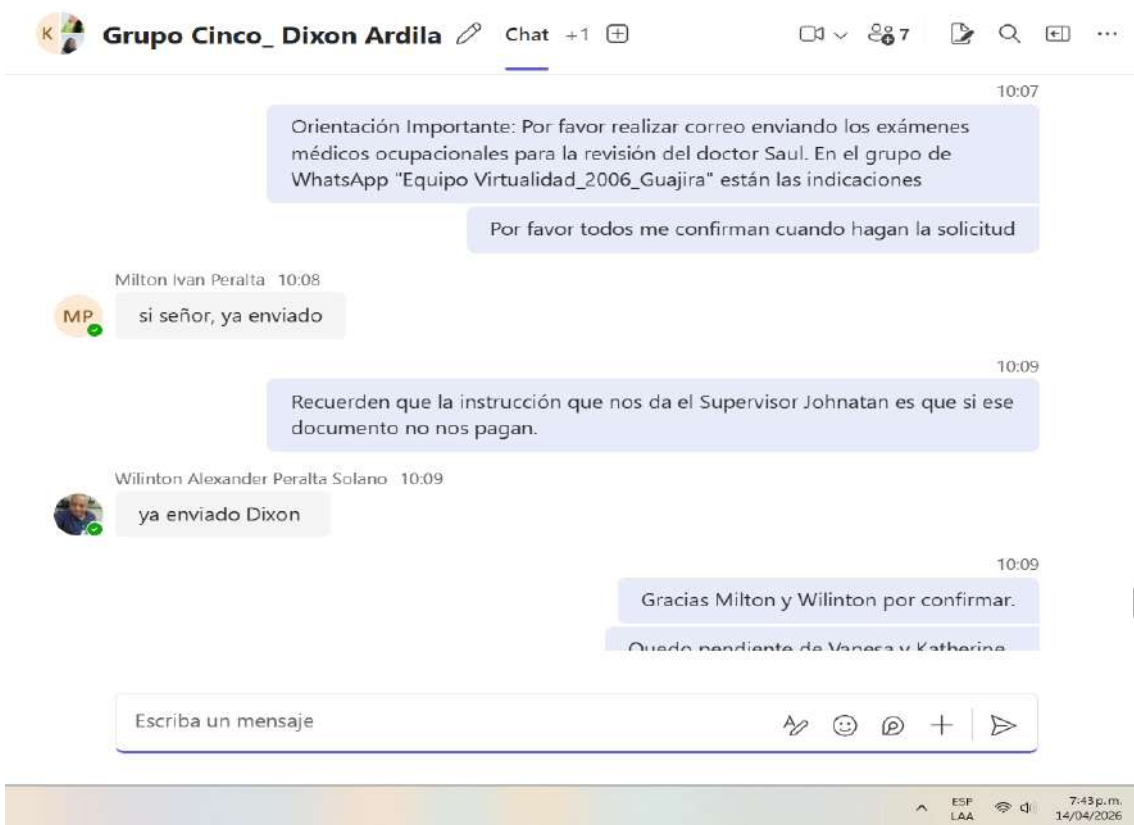 K
Grupo Cinco_ Dixon Ardila Chat +1 7
10:07
Orientación Importante: Por favor realizar correo enviando los exámenes
médicos ocupacionales para la revisión del doctor Saul. En el grupo de
WhatsApp "Equipo Virtualidad_2006_Guajira" están las indicaciones
Por favor todos me confirman cuando hagan la solicitud
Milton Ivan Peralta 10:08
MP
si señor, ya enviado
10:09
Recuerden que la instrucción que nos da el Supervisor Johnatan es que si ese
documento no nos pagan.
Wilinton Alexander Peralta Solano 10:09
ya enviado Dixon
10:09
Gracias Milton y Wilinton por confirmar.
Quedo pendiente de Vanesa y Katherine
Escriba un mensaje
ESP
LAA
7:43 p.m.
14/04/2026